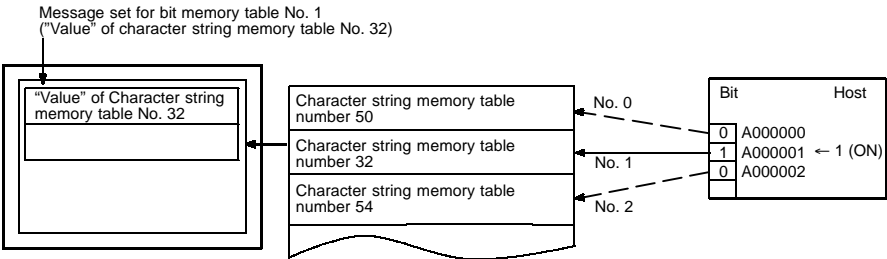 Message set for bit memory table No. 1
("Value" of character string memory table No. 32)
"Value" of Character string
memory table No. 32
Character string memory table
number 50
Character string memory table
number 32
Character string memory table
number 54
No. 0
No. 1
No. 2
Bit Host
0 A000000
1 A000001 ← 1 (ON)
0 A000002